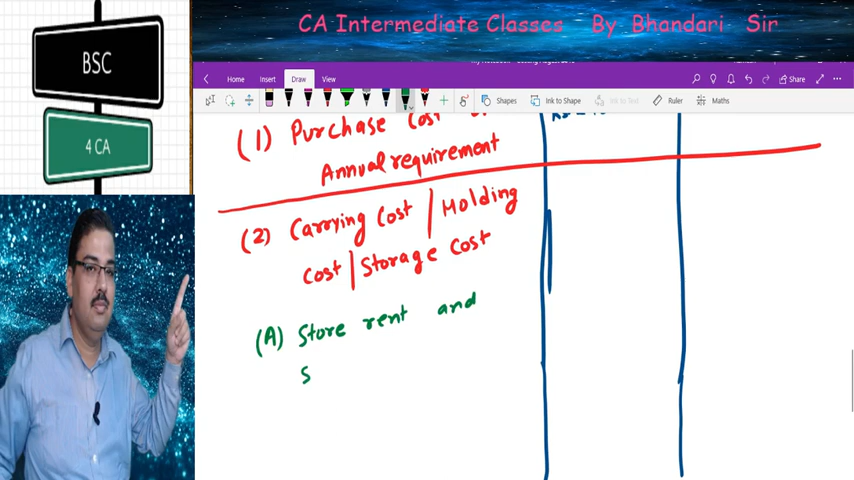 CA Intermediate Classes By Bhandari Sir
BSC
4 CA
Home Insert Draw View
Share
Shapes Ink to Shape Ink to Text Ruler Maths
(1) Purchase Cost
Annual requirement
(2) Carrying Cost / Holding
Cost / Storage Cost
(A) Store rent and
S